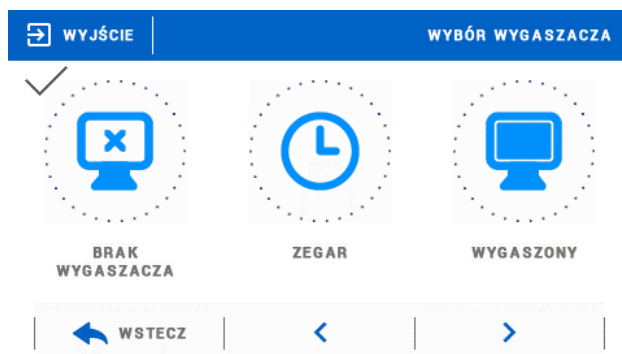 WYJŚCIE
WYBÓR WYGASZACZA
BRAK
WYGASZACZA
ZEGAR
WYGASZONY
WSTECZ